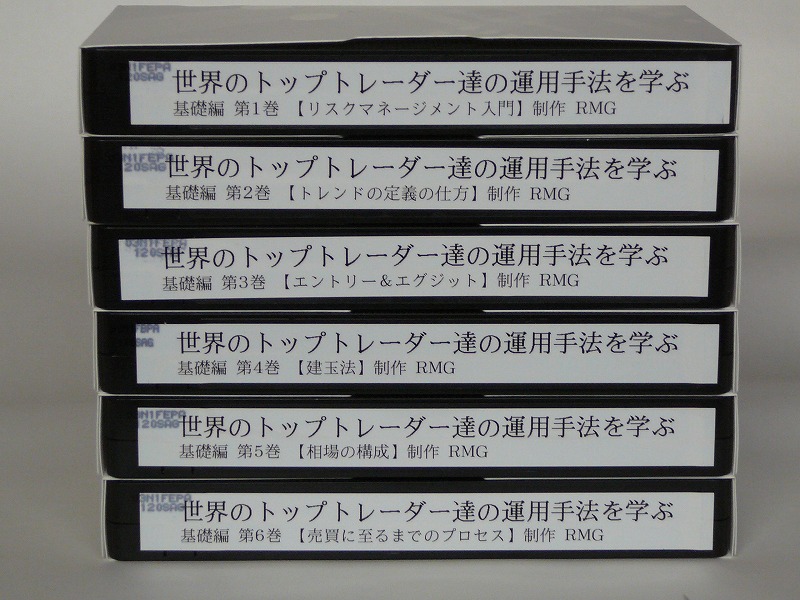 世界のトップトレーダー達の運用手法を学ぶ
基礎編 第1巻 【リスクマネージメント入門】制作 RMG
世界のトップトレーダー達の運用手法を学ぶ
基礎編 第2巻 【トレンドの定義の仕方】制作 RMG
世界のトップトレーダー達の運用手法を学ぶ
基礎編 第3巻 【エントリー＆エグジット】制作 RMG
世界のトップトレーダー達の運用手法を学ぶ
基礎編 第4巻 【建玉法】制作 RMG
世界のトップトレーダー達の運用手法を学ぶ
基礎編 第5巻 【相場の構成】制作 RMG
世界のトップトレーダー達の運用手法を学ぶ
基礎編 第6巻 【売買に至るまでのプロセス】制作 RMG